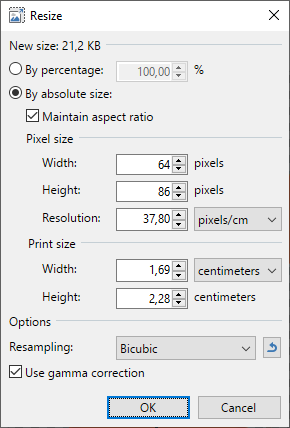 Resize
New size: 21,2 KB
By percentage: 100,00 %
By absolute size:
Maintain aspect ratio
Pixel size
Width: 64 pixels
Height: 86 pixels
Resolution: 37,80 pixels/cm
Print size
Width: 1,69 centimeters
Height: 2,28 centimeters
Options
Resampling: Bicubic
Use gamma correction
OK Cancel